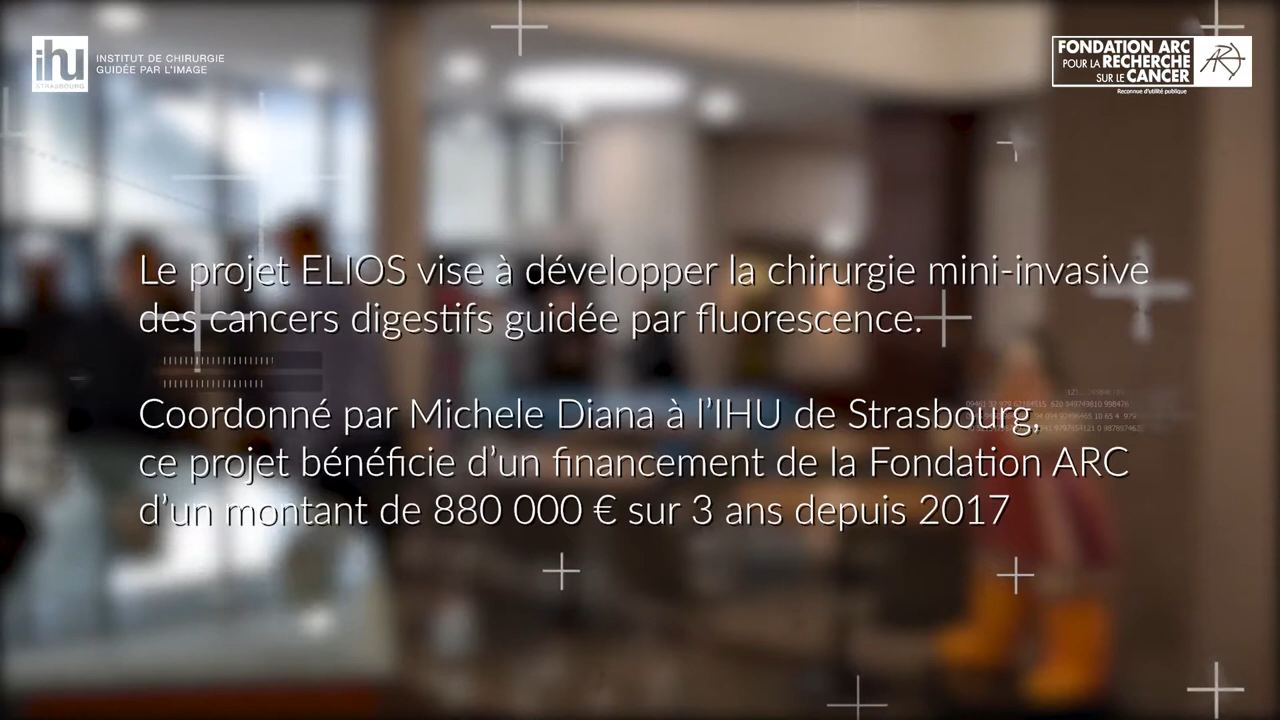 ihu
STRASBOURG
INSTITUT DE CHIRURGIE
GUIDÉE PAR L'IMAGE
FONDATION ARC
POUR LA RECHERCHE
SUR LE CANCER
Reconnue d'utilité publique
Le projet ELIOS vise à développer la chirurgie mini-invasive
des cancers digestifs guidée par fluorescence.
Coordonné par Michele Diana à l'IHU de Strasbourg,
ce projet bénéficie d'un financement de la Fondation ARC
d'un montant de 880 000 € sur 3 ans depuis 2017